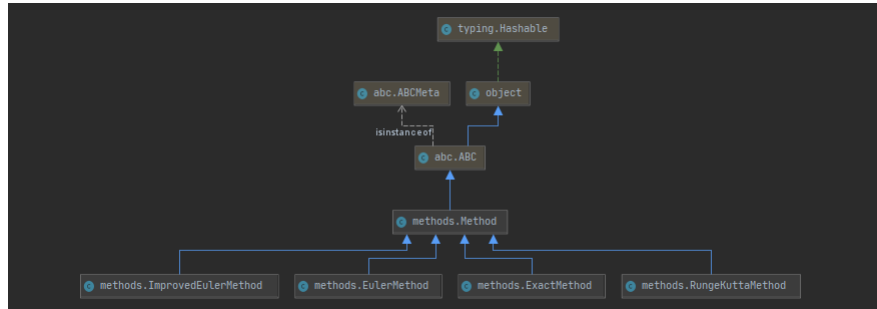 typing.Hashable
abc.ABCMeta
object
isinstanceof
abc.ABC
methods.Method
methods.ImprovedEulerMethod
methods.EulerMethod
methods.ExactMethod
methods.RungeKuttaMethod